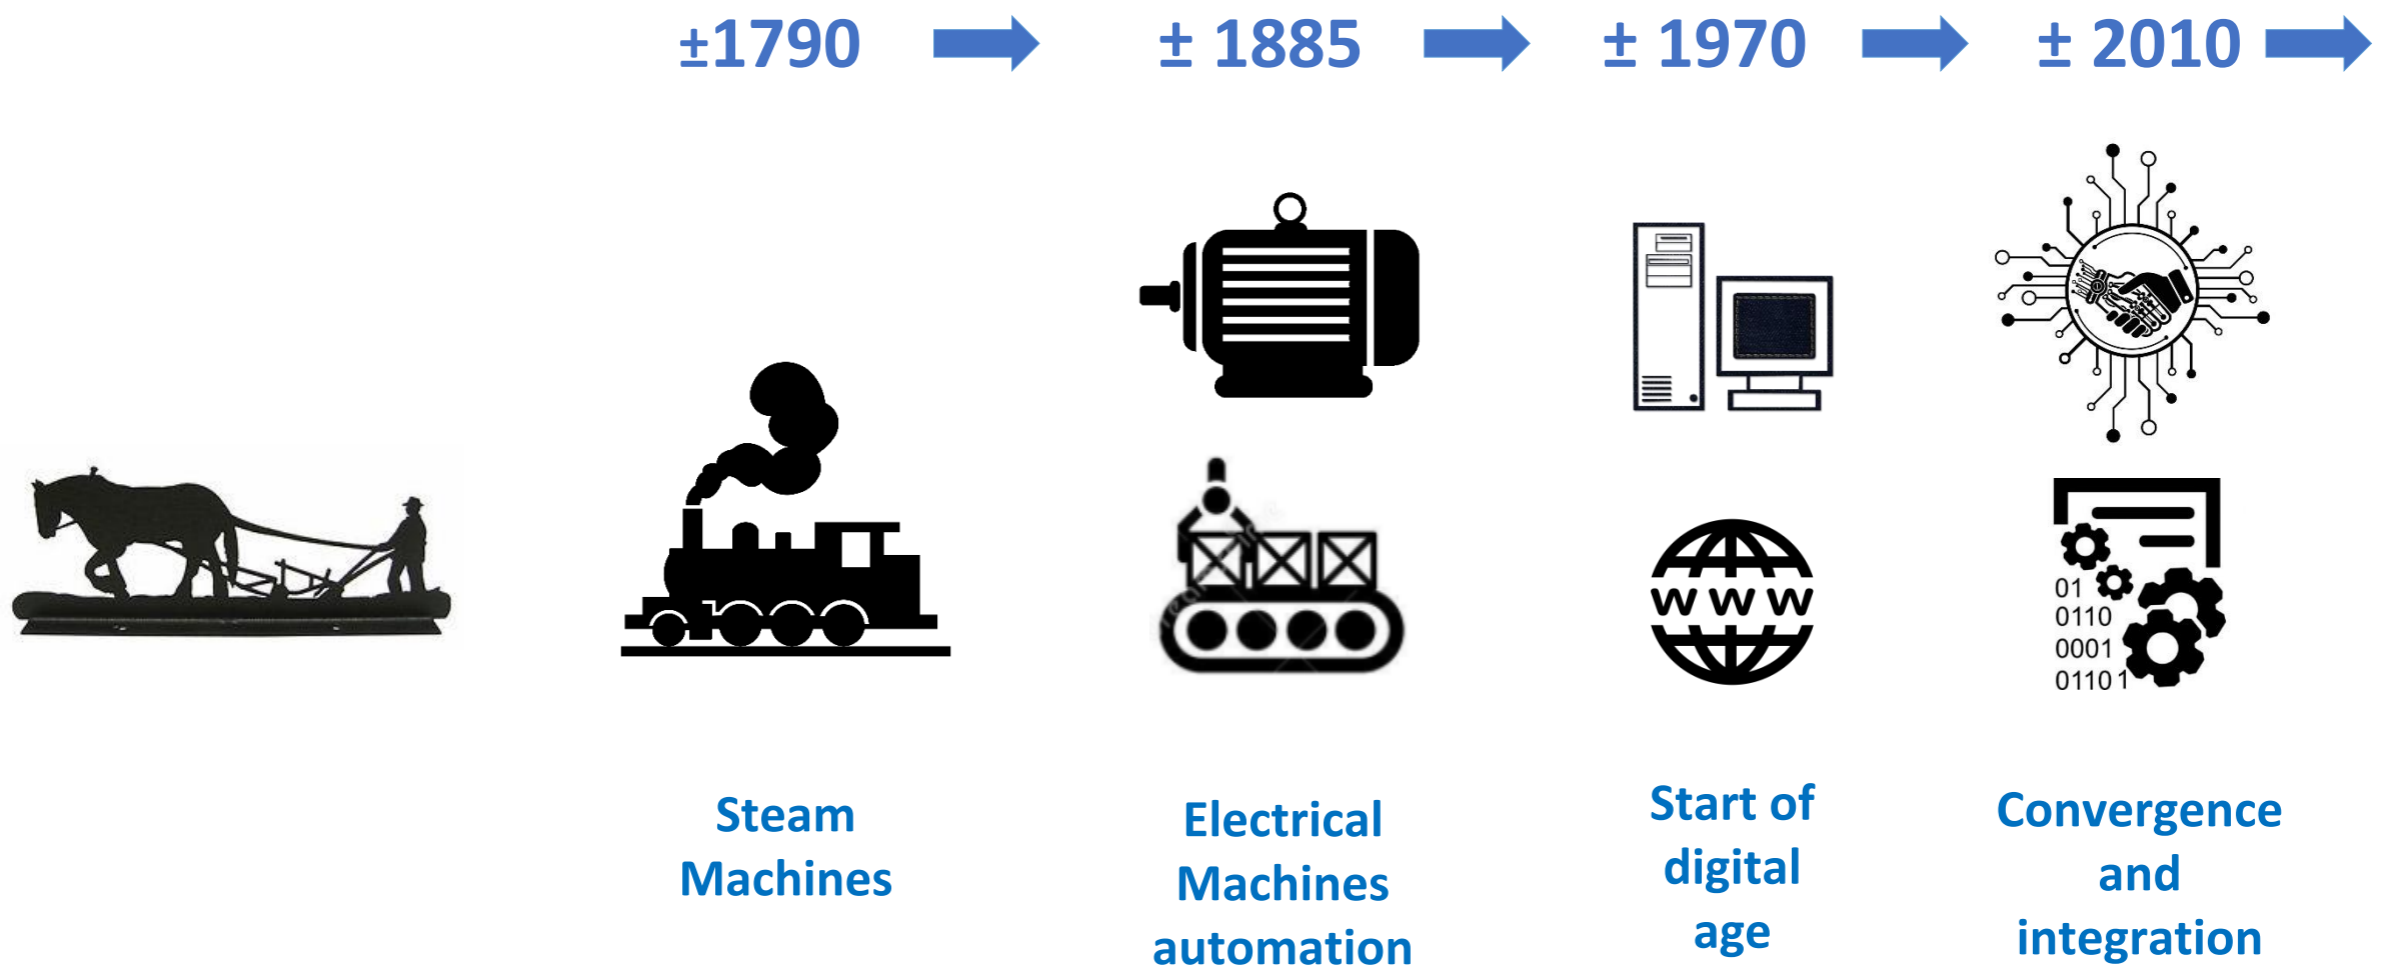 ±1790
± 1885
± 1970
± 2010
WWW
01
0110
0001
01101
Steam
Machines
Electrical
Machines
automation
Start of
digital
age
Convergence
and
integration